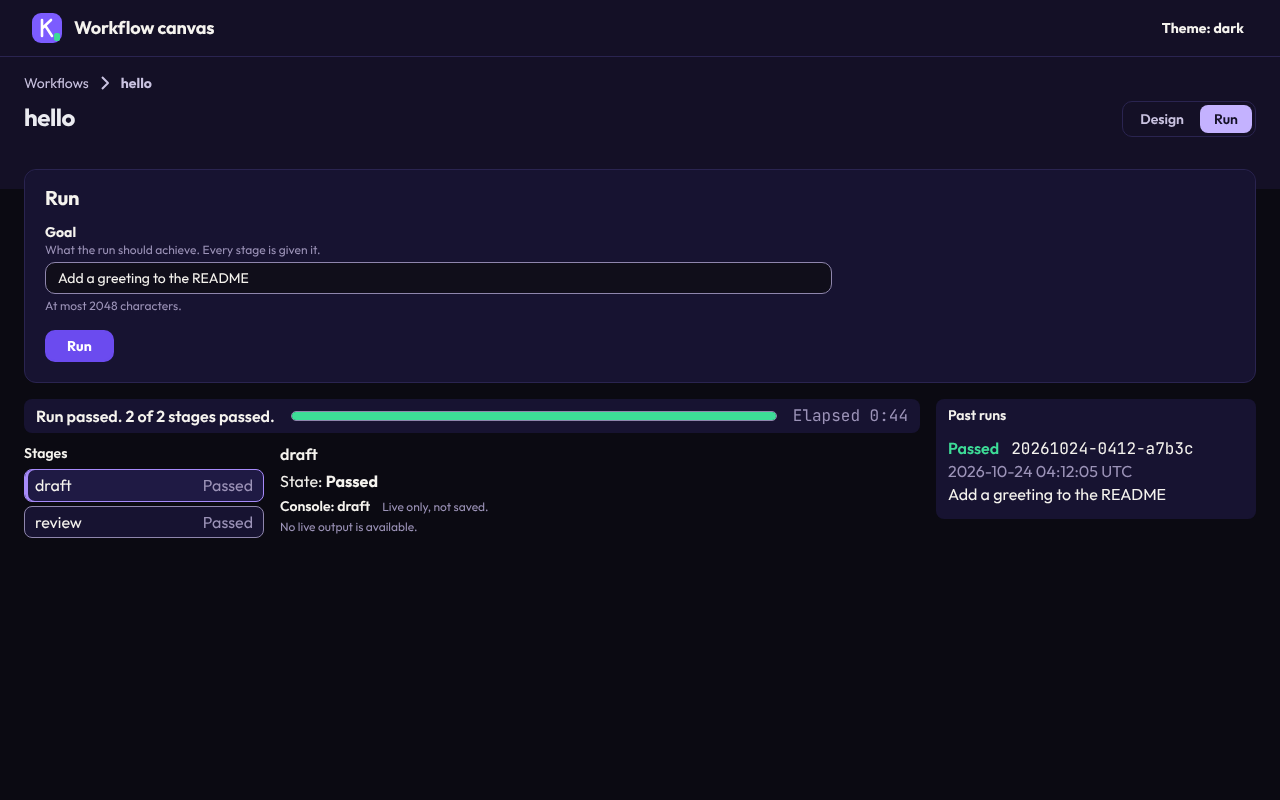 Workflow canvas
Theme: dark
Workflows hello
hello
Design Run
Run
Goal
What the run should achieve. Every stage is given it.
Add a greeting to the README
At most 2048 characters.
Run
Run passed. 2 of 2 stages passed. Elapsed 0:44
Stages
draft Passed
review Passed
draft
State: Passed
Console: draft Live only, not saved.
No live output is available.
Past runs
Passed 20261024-0412-a7b3c
2026-10-24 04:12:05 UTC
Add a greeting to the README